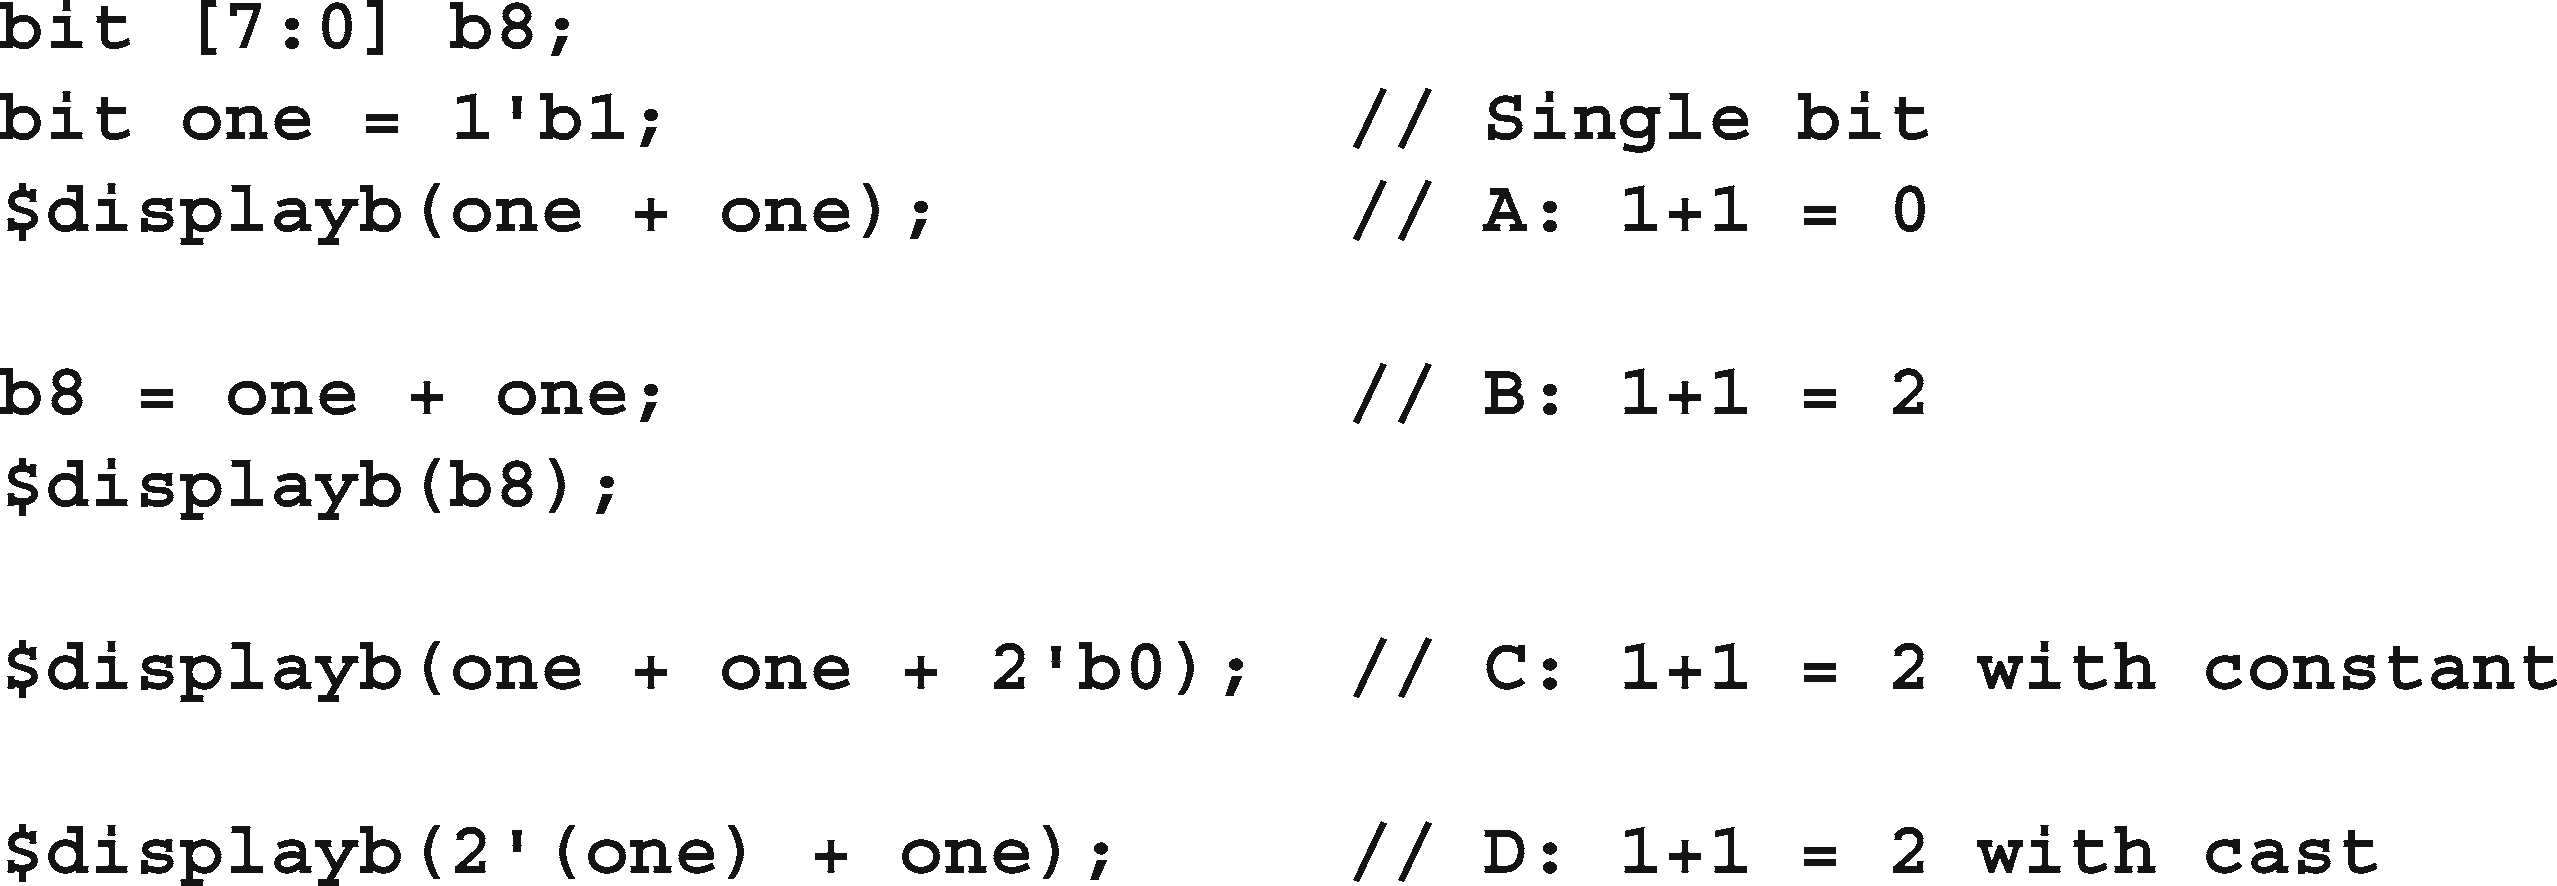 bit [7:0] b8;
bit one = 1'b1; // Single bit
$displayb(one + one); // A: 1+1 = 0
b8 = one + one; // B: 1+1 = 2
$displayb(b8);
$displayb(one + one + 2'b0); // C: 1+1 = 2 with constant
$displayb(2'(one) + one); // D: 1+1 = 2 with cast